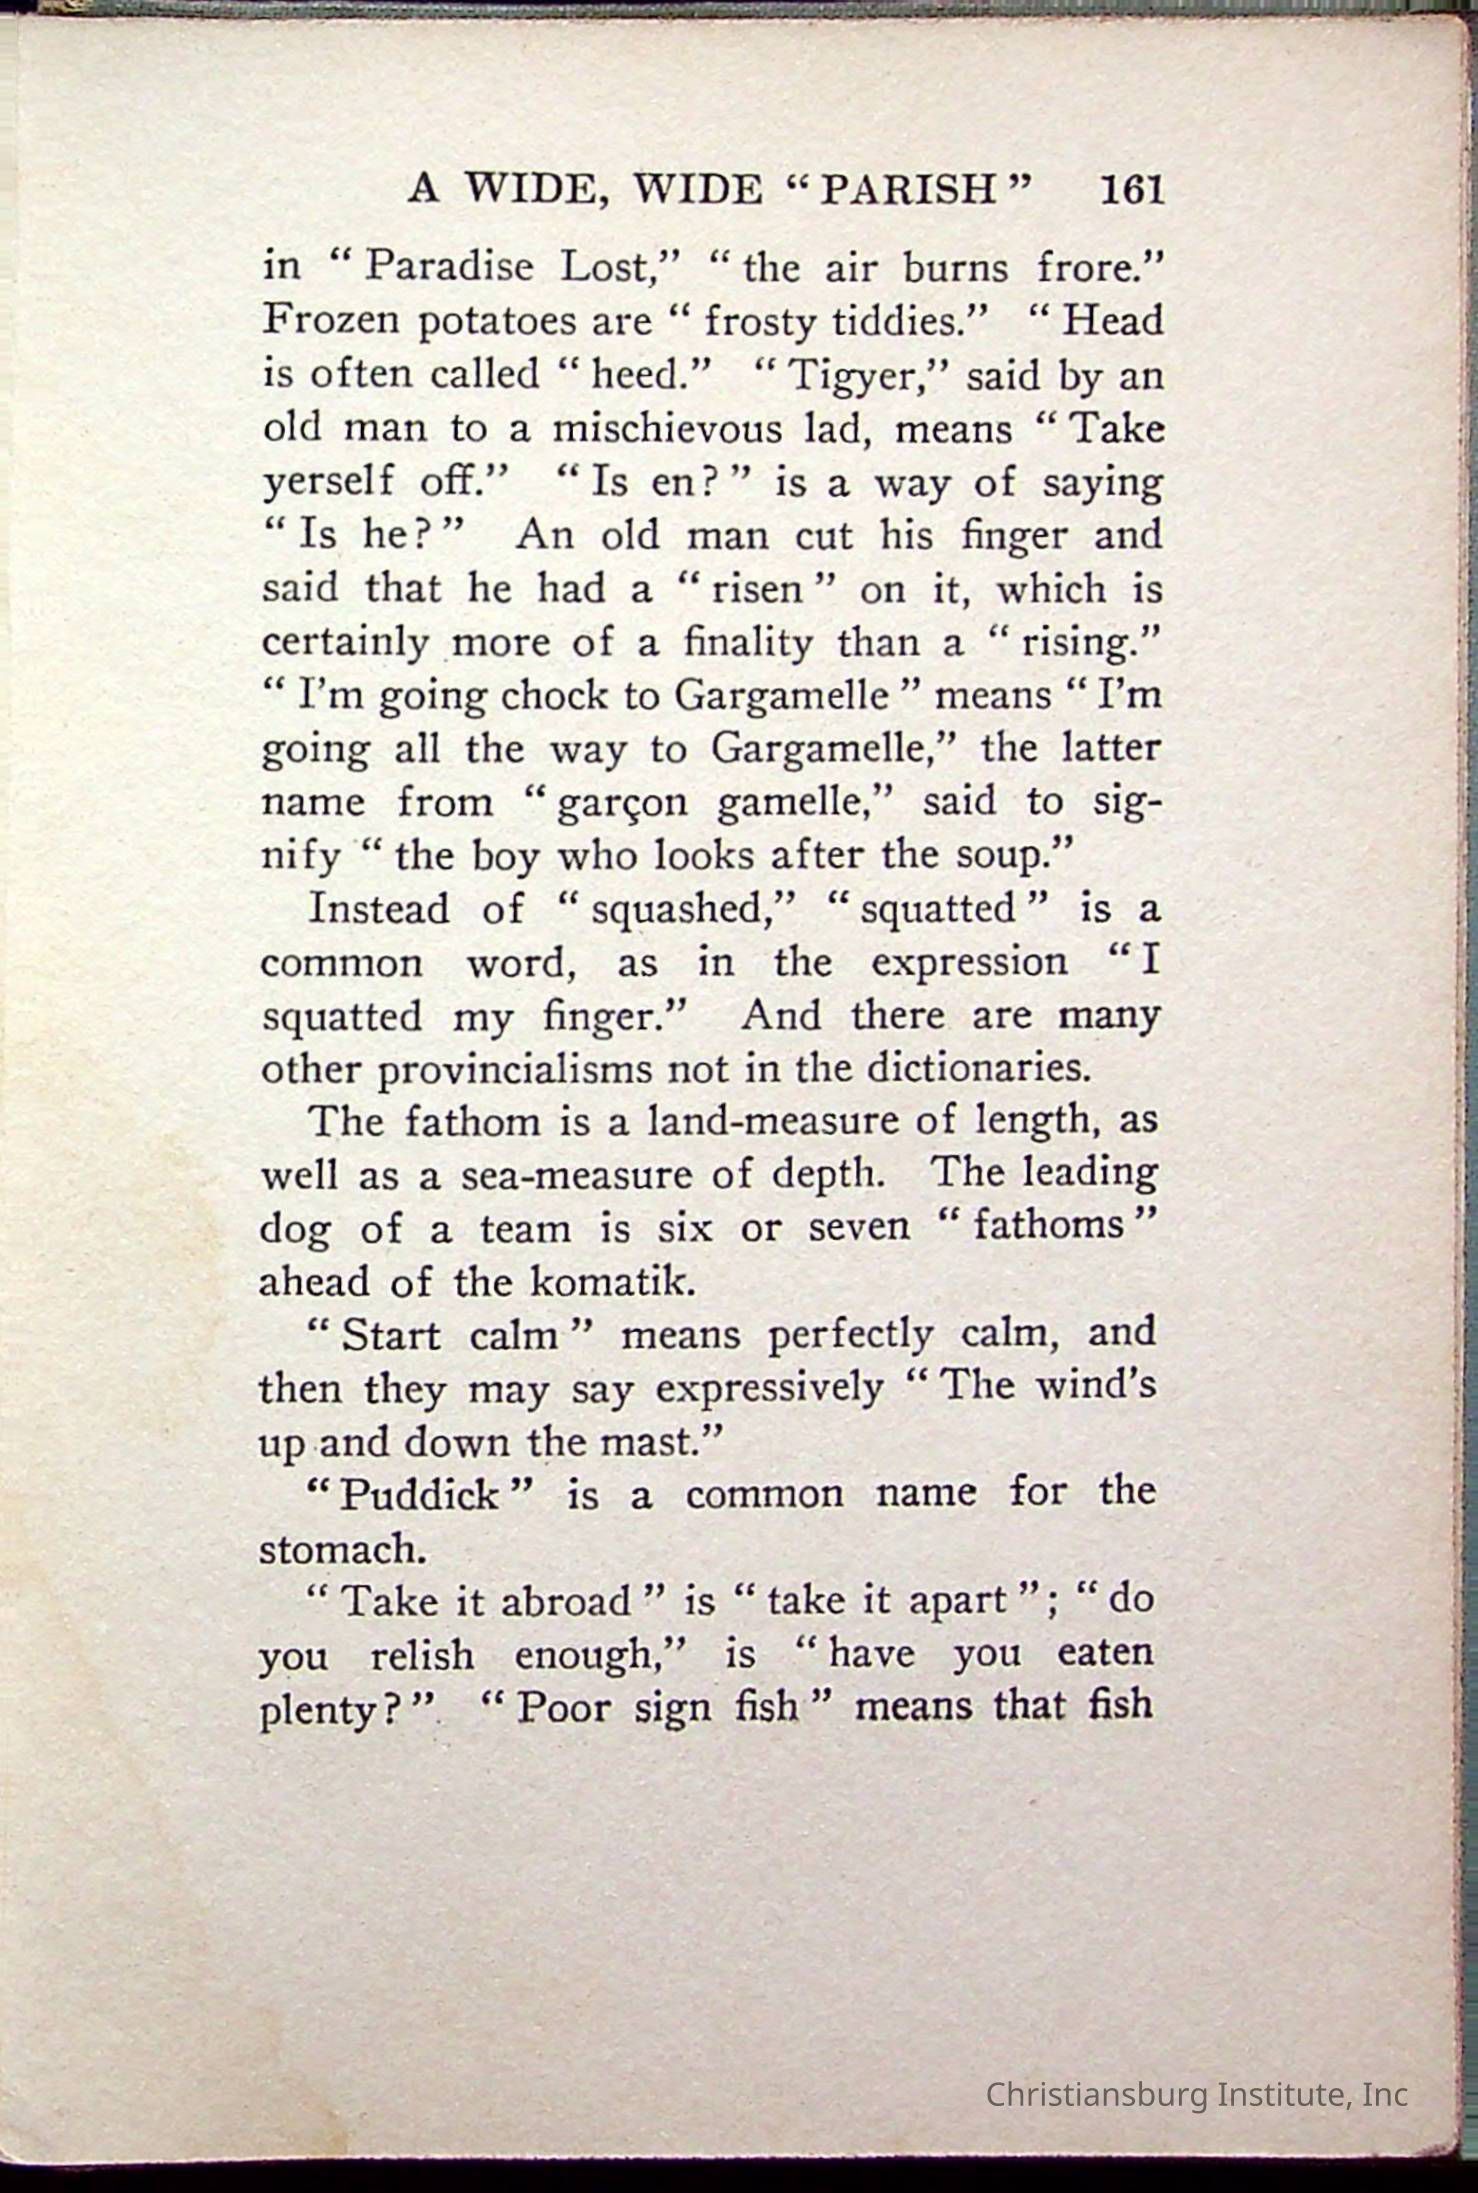 A WIDE, WIDE “PARISH” 161
in “Paradise Lost,” “the air burns frore.”
Frozen potatoes are “frosty tiddies.” “Head
is often called “heed.” “Tigyer,” said by an
old man to a mischievous lad, means “Take
yerself off.” “Is en?” is a way of saying
“Is he?” An old man cut his finger and
said that he had a “risen” on it, which is
certainly more of a finality than a “rising.”
“I’m going chock to Gargamelle” means “I’m
going all the way to Gargamelle,” the latter
name from “garçon gamelle,” said to sig-
nify “the boy who looks after the soup.”
Instead of “squashed,” “squatted” is a
common word, as in the expression “I
squatted my finger.” And there are many
other provincialisms not in the dictionaries.
The fathom is a land-measure of length, as
well as a sea-measure of depth. The leading
dog of a team is six or seven “fathoms”
ahead of the komatik.
“Start calm” means perfectly calm, and
then they may say expressively “The wind’s
up and down the mast.”
“Puddick” is a common name for the
stomach.
“Take it abroad” is “take it apart”; “do
you relish enough,” is “have you eaten
plenty?” “Poor sign fish” means that fish
Christiansburg Institute, Inc